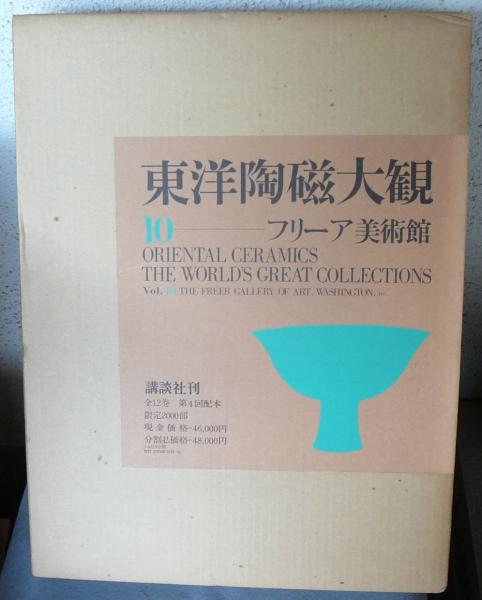 東洋陶磁大観
10 フリーア美術館
ORIENTAL CERAMICS
THE WORLD'S GREAT COLLECTIONS
Vol. 10 THE FREER GALLERY OF ART, WASHINGTON,
講談社刊
全12巻 第4回配本
限定2000部
現金価格-46,000円
分割払価格-48,000円